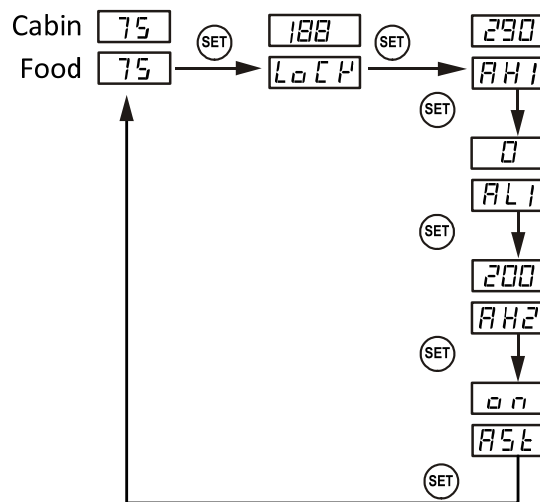 Cabin 75
Food 75
SET
188
LoCK
SET
290
AH1
SET
0
AL1
SET
200
AH2
SET
on
ASt
SET